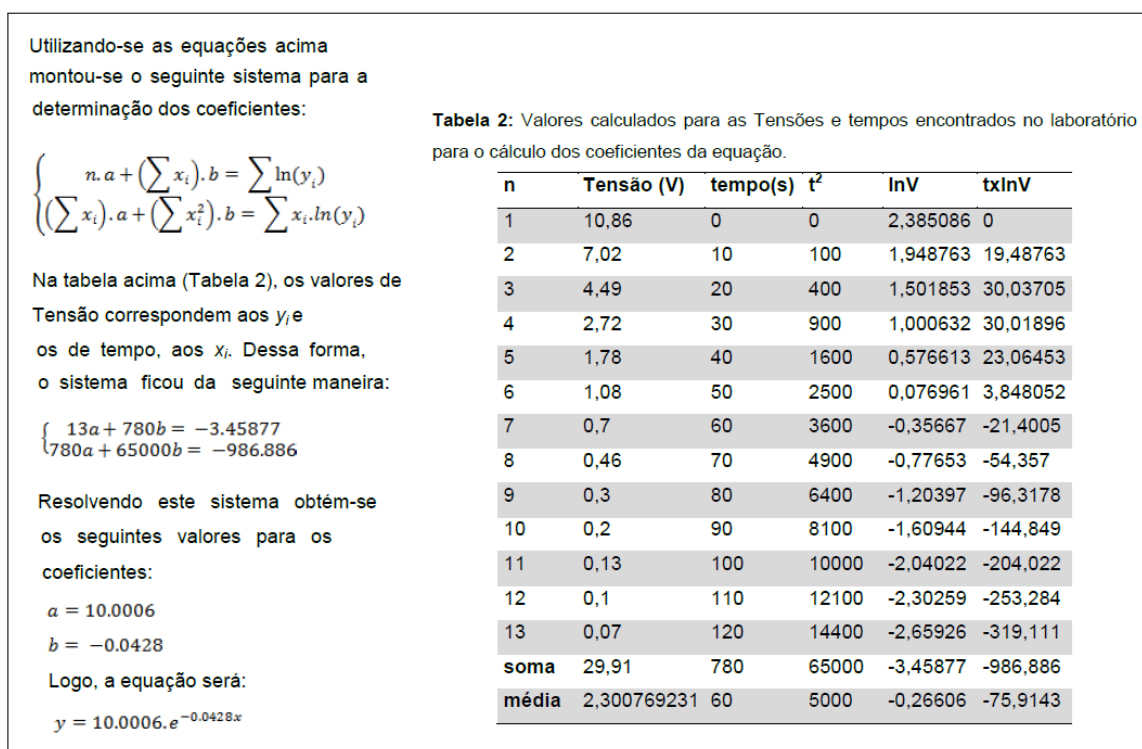 Utilizando-se as equações acima
montou-se o seguinte sistema para a
determinação dos coeficientes:
n.a + (∑xᵢ).b = ∑ln(yᵢ)
(∑xᵢ).a + (∑xᵢ²).b = ∑xᵢ.ln(yᵢ)
Na tabela acima (Tabela 2), os valores de
Tensão correspondem aos yᵢ e
os de tempo, aos xᵢ. Dessa forma,
o sistema ficou da seguinte maneira:
13a + 780b = −3.45877
780a + 65000b = −986.886
Resolvendo este sistema obtém-se
os seguintes valores para os
coeficientes:
a = 10.0006
b = −0.0428
Logo, a equação será:
y = 10.0006.e^−0.0428x
Tabela 2: Valores calculados para as Tensões e tempos encontrados no laboratório
para o cálculo dos coeficientes da equação.
n Tensão (V) tempo(s) t² lnV txlnV
1 10,86 0 0 2,385086 0
2 7,02 10 100 1,948763 19,48763
3 4,49 20 400 1,501853 30,03705
4 2,72 30 900 1,000632 30,01896
5 1,78 40 1600 0,576613 23,06453
6 1,08 50 2500 0,076961 3,848052
7 0,7 60 3600 -0,35667 -21,4005
8 0,46 70 4900 -0,77653 -54,357
9 0,3 80 6400 -1,20397 -96,3178
10 0,2 90 8100 -1,60944 -144,849
11 0,13 100 10000 -2,04022 -204,022
12 0,1 110 12100 -2,30259 -253,284
13 0,07 120 14400 -2,65926 -319,111
soma 29,91 780 65000 -3,45877 -986,886
média 2,300769231 60 5000 -0,26606 -75,9143